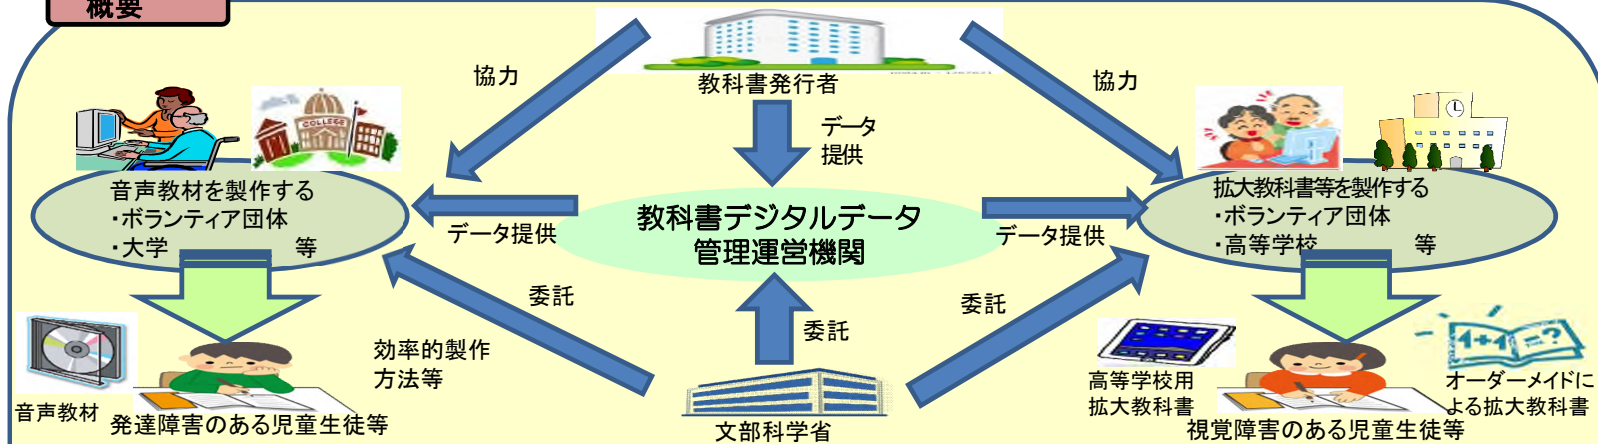 概要
教科書発行者
協力
協力
データ
提供
COLLEGE
音声教材を製作する
・ボランティア団体
・大学　　　　　等
拡大教科書等を製作する
・ボランティア団体
・高等学校　　　　等
教科書デジタルデータ
管理運営機関
データ提供
データ提供
委託
委託
委託
効率的製作
方法等
音声教材
発達障害のある児童生徒等
文部科学省
高等学校用
拡大教科書
1+1=?
オーダーメイドに
よる拡大教科書
視覚障害のある児童生徒等